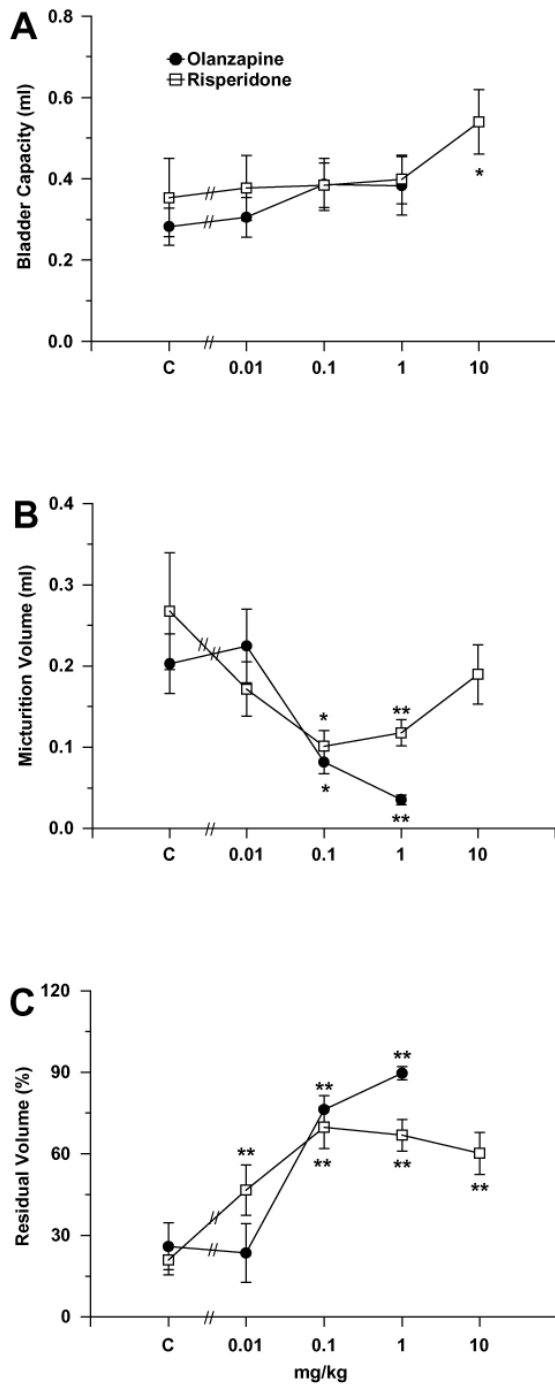 A
Bladder Capacity (ml)
0.8
0.6
0.4
0.2
0.0
Olanzapine
Risperidone
*
//
//
C // 0.01 0.1 1 10
B
Micturition Volume (ml)
0.4
0.3
0.2
0.1
0.0
//
//
* **
* **
C // 0.01 0.1 1 10
C
Residual Volume (%)
120
90
60
30
0
**
** **
** ** **
//
//
C // 0.01 0.1 1 10
mg/kg